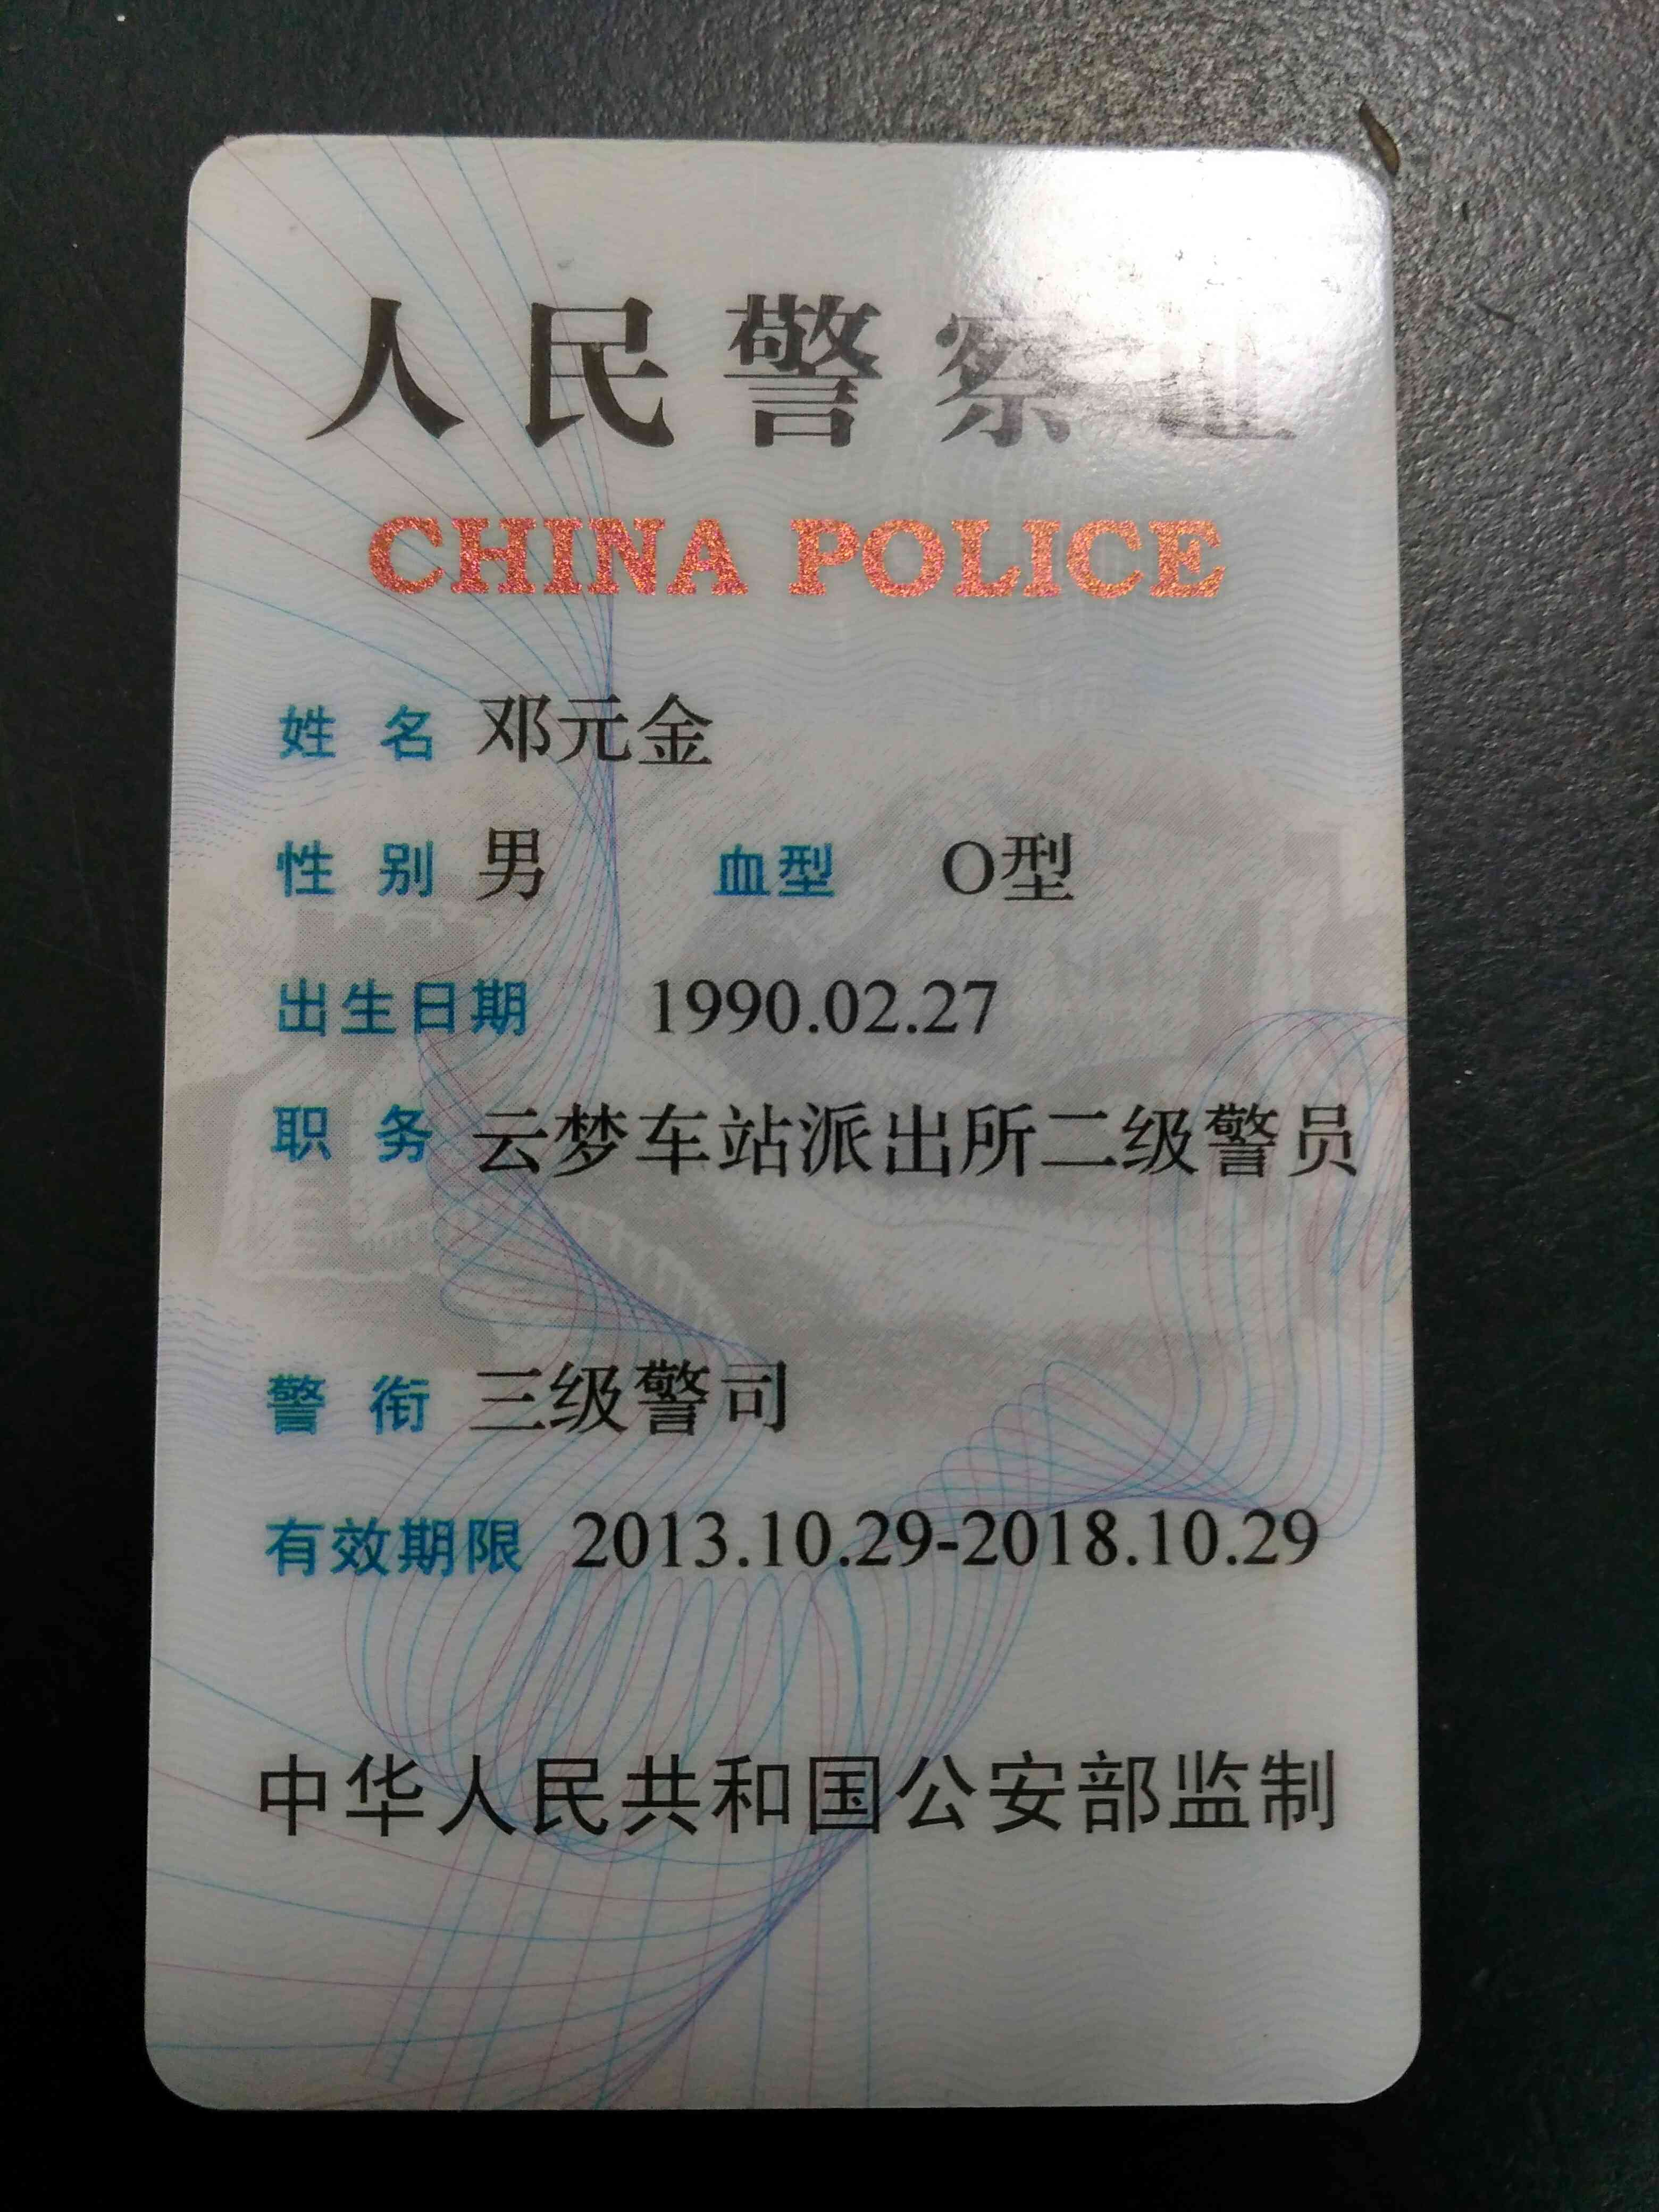 人民警察证
CHINA POLICE
姓 名 邓元金
性 别 男 血型 O型
出生日期 1990.02.27
职 务 云梦车站派出所二级警员
警 衔 三级警司
有效期限 2013.10.29-2018.10.29
中华人民共和国公安部监制